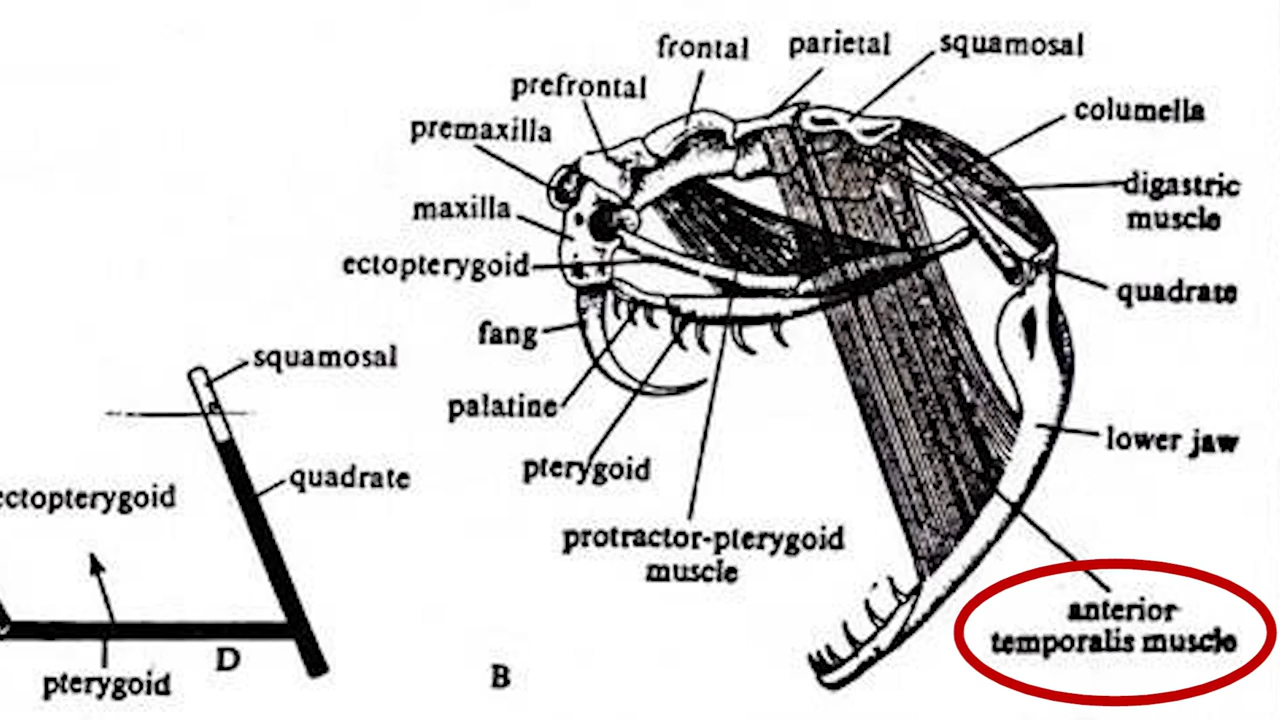 frontal
parietal
squamosal
prefrontal
columella
premaxilla
digastric
muscle
maxilla
ectopterygoid
quadrate
fang
squamosal
palatine
lower jaw
pterygoid
quadrate
ectopterygoid
protractor-pterygoid
muscle
anterior
temporalis muscle
D
B
pterygoid